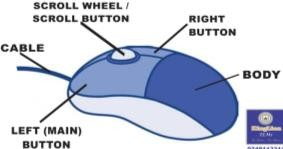 SCROLL WHEEL /
SCROLL BUTTON
RIGHT
BUTTON
CABLE
BODY
LEFT (MAIN)
BUTTON